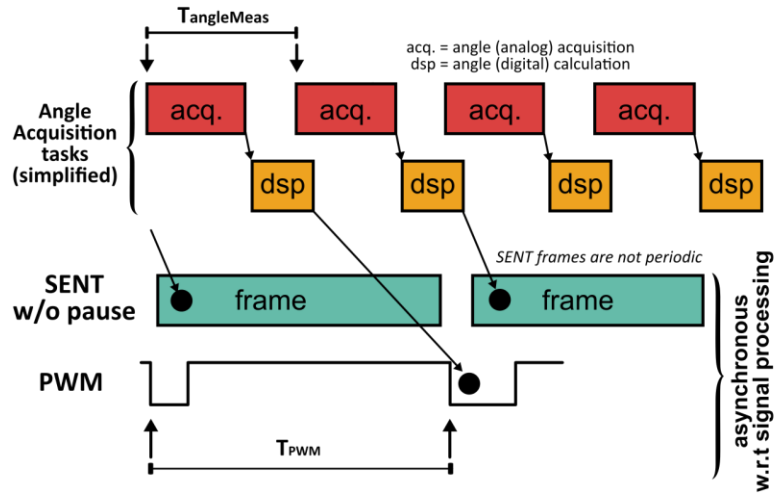 TangleMeas
acq. = angle (analog) acquisition
dsp = angle (digital) calculation
Angle
Acquisition
tasks
(simplified)
acq.
acq.
acq.
acq.
dsp
dsp
dsp
dsp
SENT frames are not periodic
SENT
w/o pause
frame
frame
PWM
TPWM
asynchronous
w.r.t signal processing